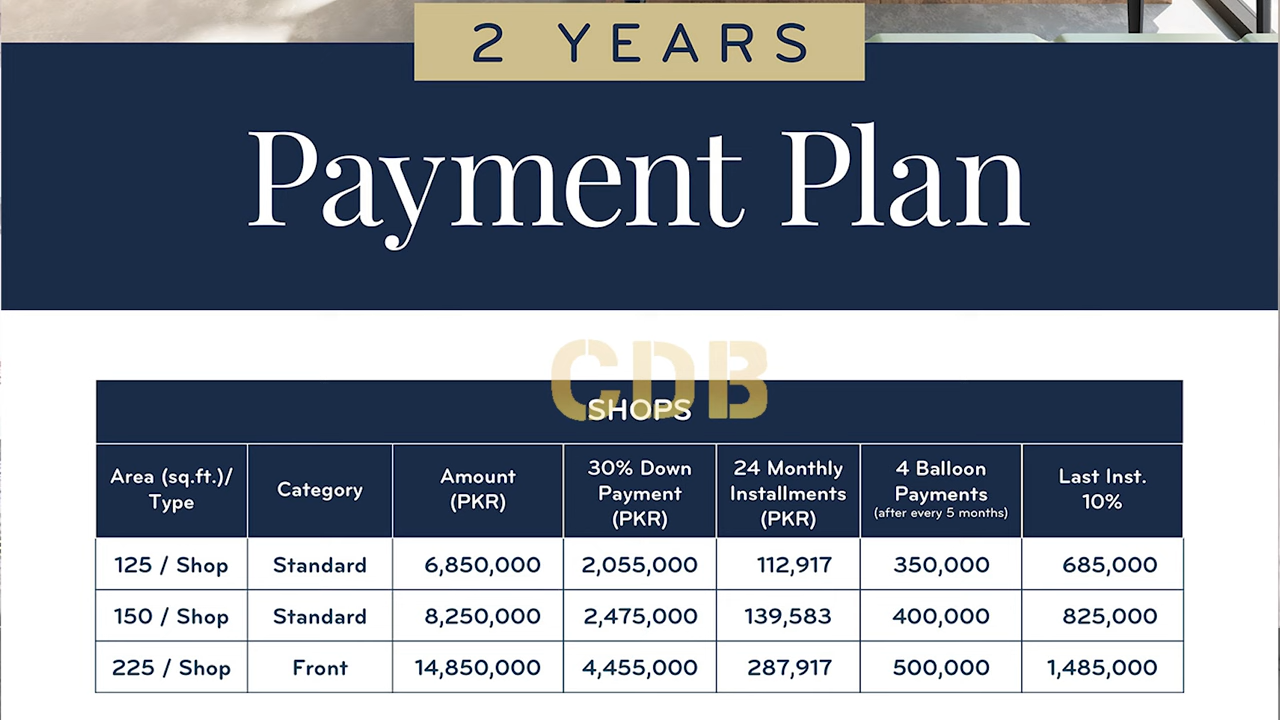 2 YEARS
Payment Plan
CDB
SHOPS
Area (sq.ft.)/ Type Category Amount (PKR) 30% Down Payment (PKR) 24 Monthly Installments (PKR) 4 Balloon Payments (after every 5 months) Last Inst. 10%
125 / Shop Standard 6,850,000 2,055,000 112,917 350,000 685,000
150 / Shop Standard 8,250,000 2,475,000 139,583 400,000 825,000
225 / Shop Front 14,850,000 4,455,000 287,917 500,000 1,485,000